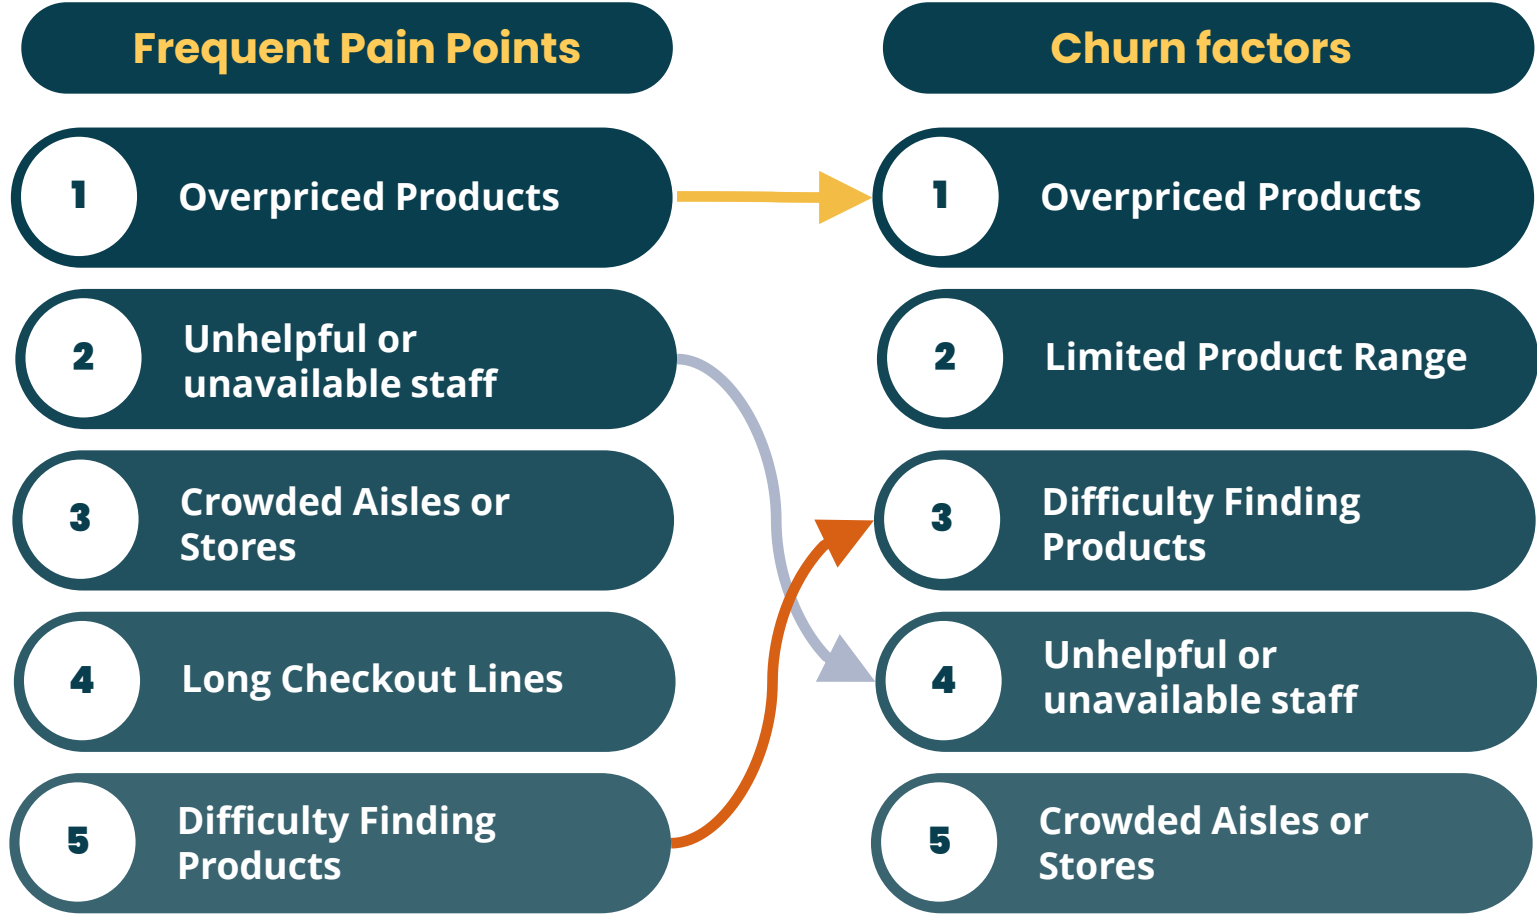 Frequent Pain Points
1
Overpriced Products
2
Unhelpful or
unavailable staff
3
Crowded Aisles or
Stores
4
Long Checkout Lines
5
Difficulty Finding
Products
Churn factors
1
Overpriced Products
2
Limited Product Range
3
Difficulty Finding
Products
4
Unhelpful or
unavailable staff
5
Crowded Aisles or
Stores